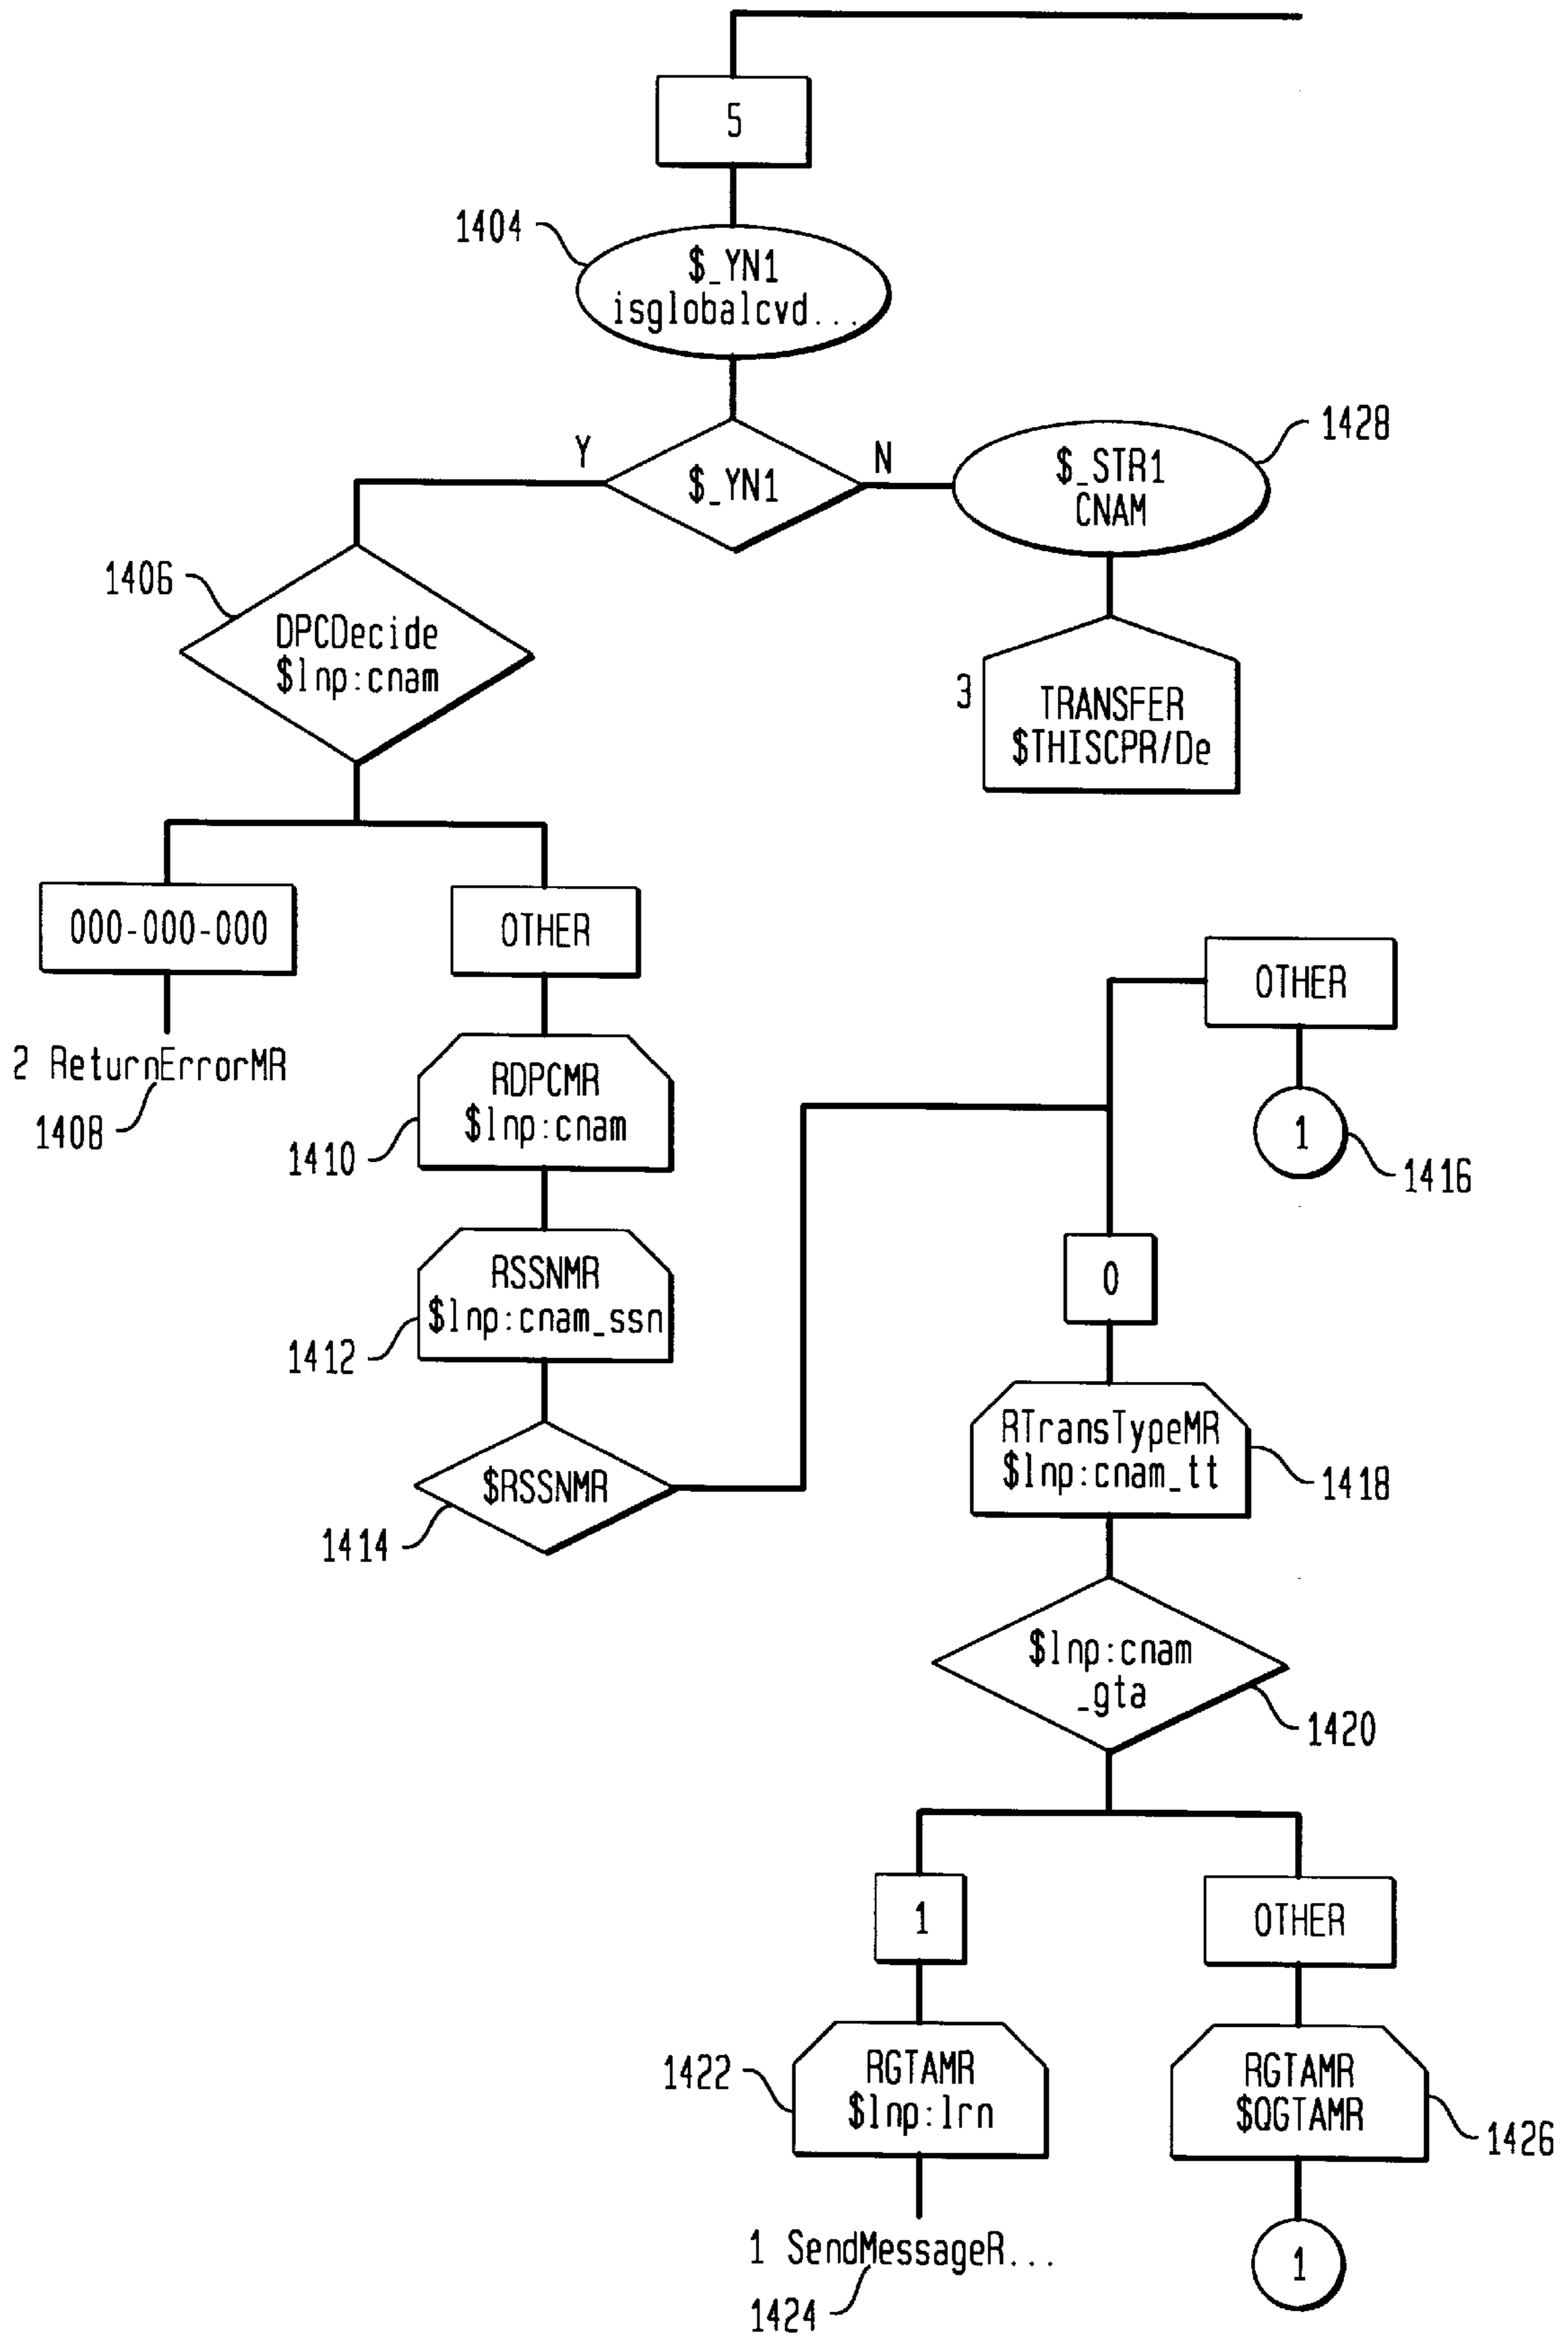 5
1404
$_YN1
isglobalcvd...
Y
$_YN1
N
$_STR1
CNAM
1428
1406
DPCDecide
$lnp:cnam
3
TRANSFER
$THISCPR/De
000-000-000
OTHER
OTHER
2 ReturnErrorMR
1408
RDPCMR
$lnp:cnam
1410
1
1416
RSSNMR
$lnp:cnam_ssn
1412
0
$RSSNMR
1414
RTransTypeMR
$lnp:cnam_tt
1418
$lnp:cnam
_gta
1420
1
OTHER
1422
RGTAMR
$lnp:lrn
RGTAMR
$QGTAMR
1426
1 SendMessageR...
1424
1